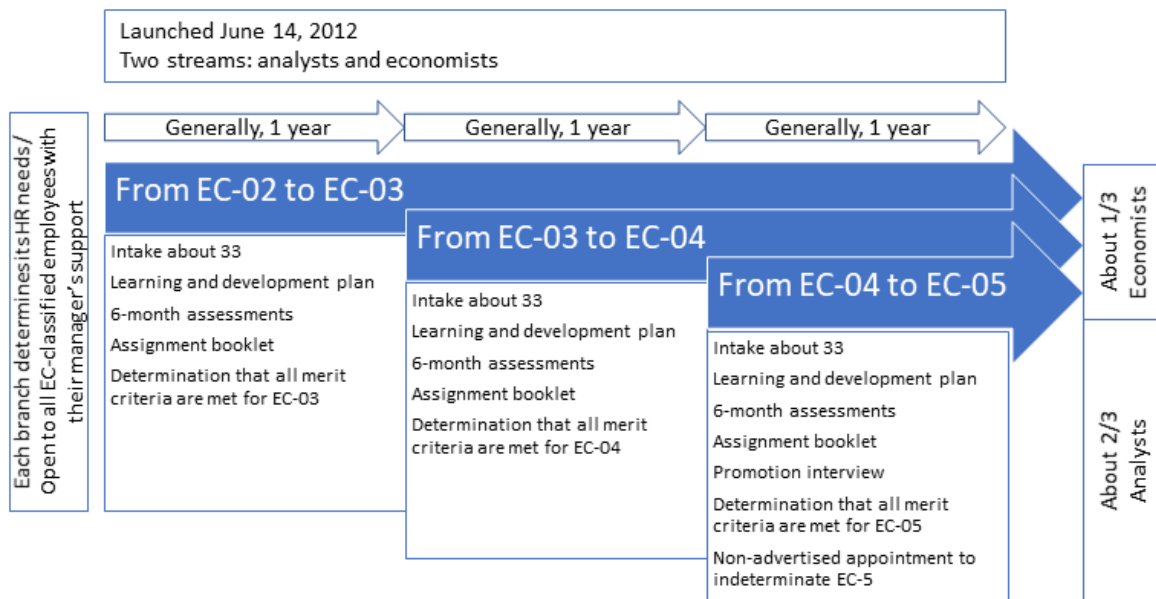 Launched June 14, 2012
Two streams: analysts and economists
Each branch determinesitsHR needs/
Open to all EC-classified employees with
their manager's support
Generally, 1 year
Generally, 1 year
Generally, 1 year
From EC-02 to EC-03
Intake about 33
Learning and development plan
6-month assessments
Assignment booklet
Determination that all merit
criteria are met for EC-03
From EC-03 to EC-04
Intake about 33
Learning and development plan
6-month assessments
Assignment booklet
Determination that all merit
criteria are met for EC-04
From EC-04 to EC-05
Intake about 33
Learning and development plan
6-month assessments
Assignment booklet
Promotion interview
Determination that all merit
criteria are met for EC-05
Non-advertised appointment to
indeterminate EC-5
About 1/3
Economists
About 2/3
Analysts